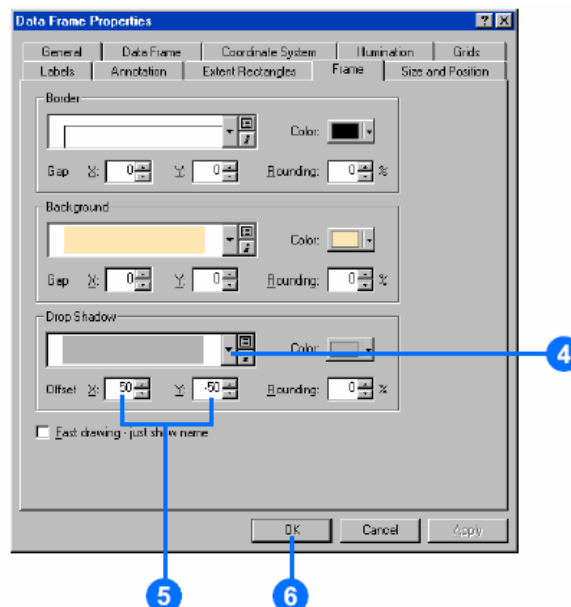 Data Frame Properties
General Data Frame Coordinate System Illumination Grids
Labels Annotation Extent Rectangles Frame Size and Position
Border
Color:
Gap X: 0 Y: 0 Rounding: 0 %
Background
Color:
Gap X: 0 Y: 0 Rounding: 0 %
Drop Shadow
Color: 4
Offset X: 50 Y: -50 Rounding: 0 %
Fast drawing - just show name
OK Cancel Apply
5 6